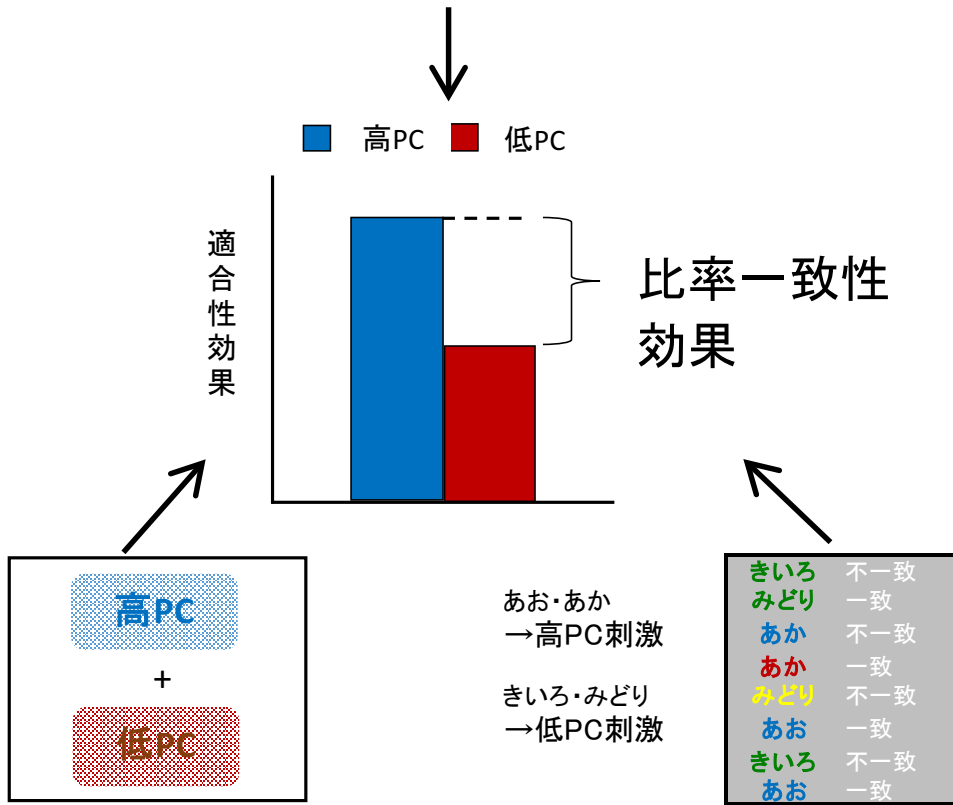 高PC 低PC
適合性効果
比率一致性
効果
高PC
+
低PC
あお・あか
→高PC刺激
きいろ・みどり
→低PC刺激
きいろ 不一致
みどり 一致
あか 不一致
あか 一致
みどり 不一致
あお 一致
きいろ 不一致
あお 一致